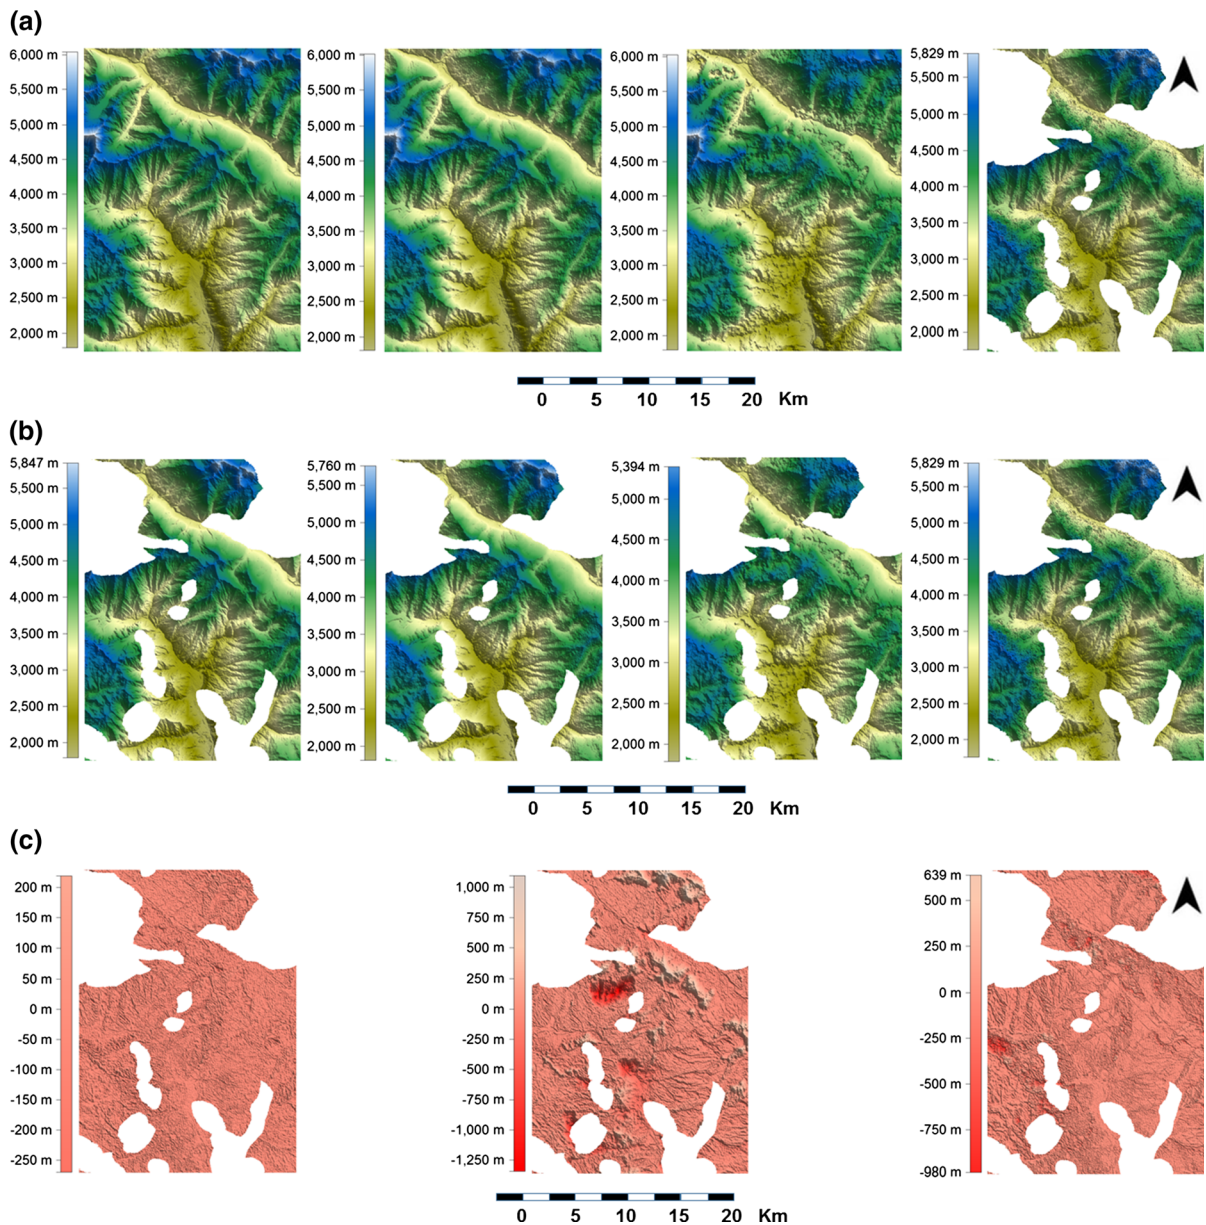 (a)
6,000 m
5,500 m
5,000 m
4,500 m
4,000 m
3,500 m
3,000 m
2,500 m
2,000 m
6,000 m
5,500 m
5,000 m
4,500 m
4,000 m
3,500 m
3,000 m
2,500 m
2,000 m
6,000 m
5,500 m
5,000 m
4,500 m
4,000 m
3,500 m
3,000 m
2,500 m
2,000 m
5,829 m
5,500 m
5,000 m
4,500 m
4,000 m
3,500 m
3,000 m
2,500 m
2,000 m
0 5 10 15 20 Km
(b)
5,847 m
5,500 m
5,000 m
4,500 m
4,000 m
3,500 m
3,000 m
2,500 m
2,000 m
5,760 m
5,500 m
5,000 m
4,500 m
4,000 m
3,500 m
3,000 m
2,500 m
2,000 m
5,394 m
5,000 m
4,500 m
4,000 m
3,500 m
3,000 m
2,500 m
2,000 m
5,829 m
5,500 m
5,000 m
4,500 m
4,000 m
3,500 m
3,000 m
2,500 m
2,000 m
0 5 10 15 20 Km
(c)
200 m
150 m
100 m
50 m
0 m
-50 m
-100 m
-150 m
-200 m
-250 m
1,000 m
750 m
500 m
250 m
0 m
-250 m
-500 m
-750 m
-1,000 m
-1,250 m
639 m
500 m
250 m
0 m
-250 m
-500 m
-750 m
-980 m
0 5 10 15 20 Km